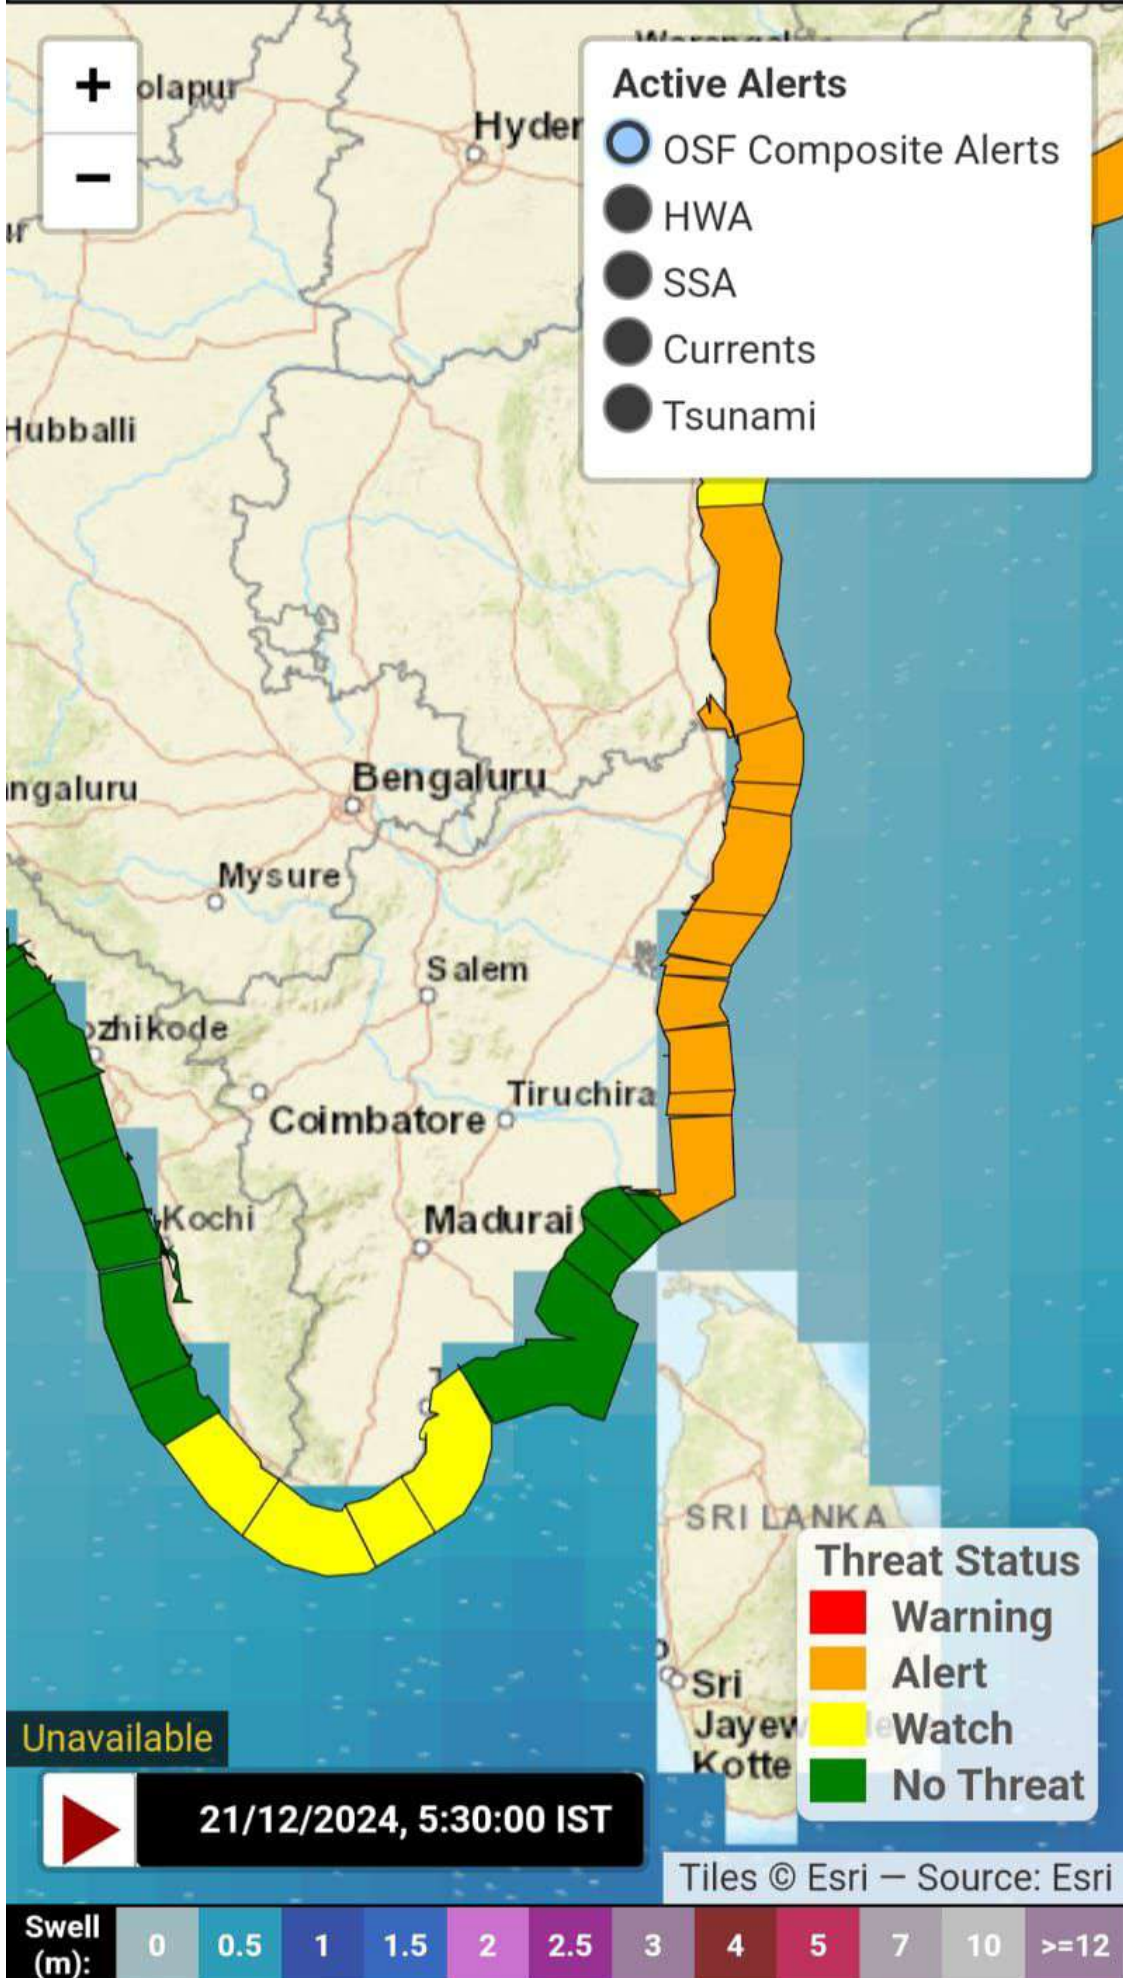 Warangal
+
olapur
−
Hyder
ur
Active Alerts
OSF Composite Alerts
HWA
SSA
Currents
Tsunami
Hubballi
Bengaluru
ngaluru
Mysure
Salem
ozhikode
Tiruchira
Coimbatore
Kochi
Madurai
SRI LANKA
Sri
Jayew
Kotte
Threat Status
Warning
Alert
Watch
No Threat
Unavailable
21/12/2024, 5:30:00 IST
Tiles © Esri — Source: Esri
Swell (m): 0 0.5 1 1.5 2 2.5 3 4 5 7 10 >=12